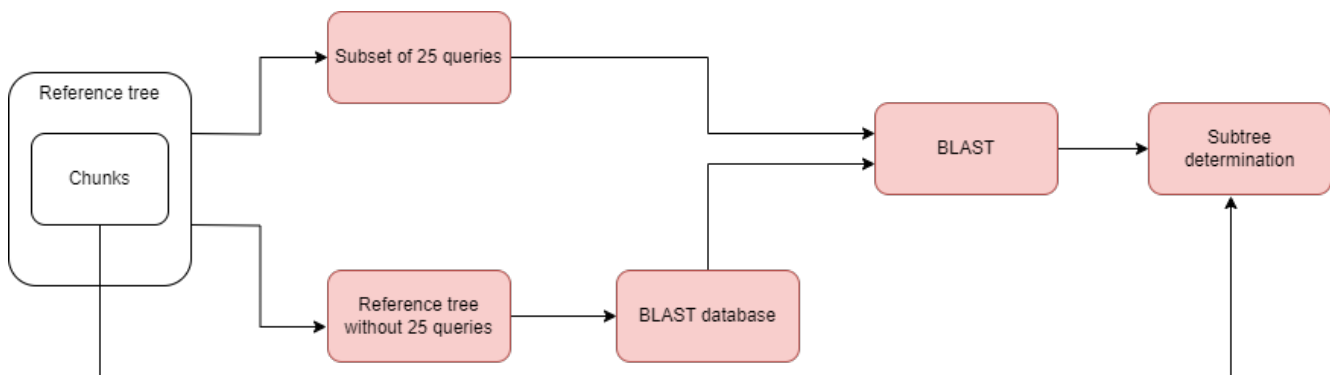 Reference tree
Chunks
Subset of 25 queries
Reference tree
without 25 queries
BLAST database
BLAST
Subtree
determination